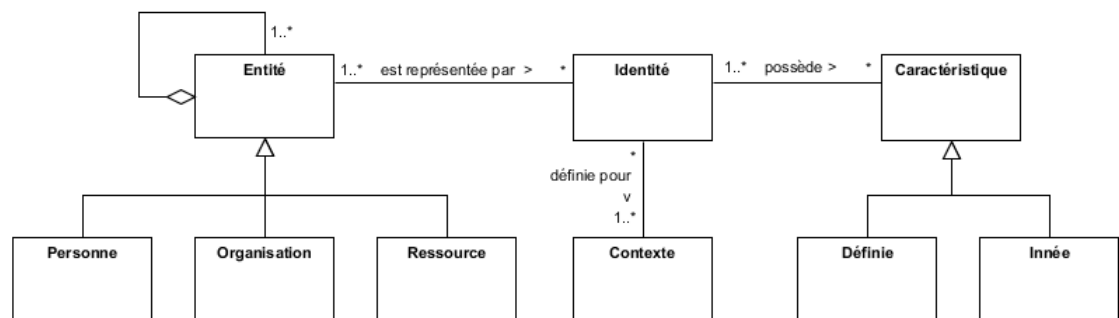 1..*
Entité
1..* est représentée par > *
Identité
1..* possède > *
Caractéristique
*
définie pour
v
1..*
Personne
Organisation
Ressource
Contexte
Définie
Innée